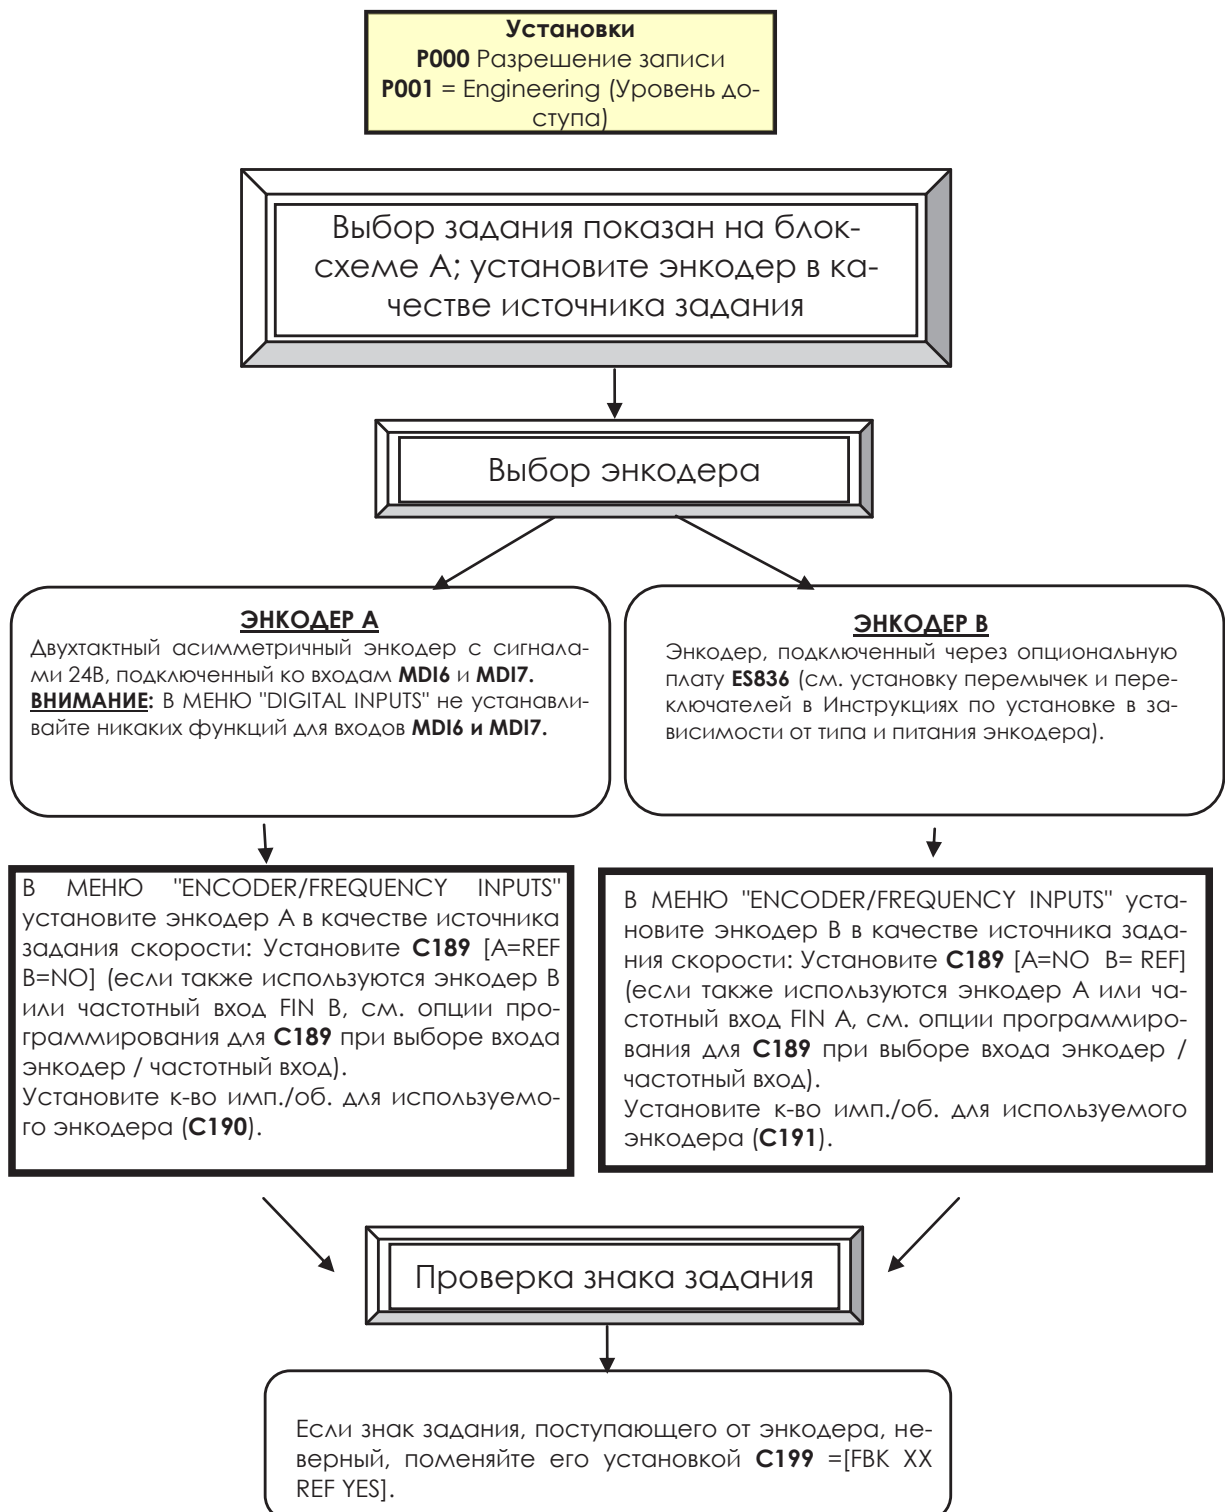 Установки
P000 Разрешение записи
P001 = Engineering (Уровень до-
ступа)
Выбор задания показан на блок-
схеме А; установите энкодер в ка-
честве источника задания
Выбор энкодера
ЭНКОДЕР А
Двухтактный асимметричный энкодер с сигнала-
ми 24В, подключенный ко входам MDI6 и MDI7.
ВНИМАНИЕ: В МЕНЮ "DIGITAL INPUTS" не устанавли-
вайте никаких функций для входов MDI6 и MDI7.
ЭНКОДЕР В
Энкодер, подключенный через опциональную
плату ES836 (см. установку перемычек и пере-
ключателей в Инструкциях по установке в за-
висимости от типа и питания энкодера).
В МЕНЮ "ENCODER/FREQUENCY INPUTS"
установите энкодер А в качестве источника
задания скорости: Установите C189 [A=REF
B=NO] (если также используются энкодер В
или частотный вход FIN B, см. опции про-
граммирования для C189 при выборе входа
энкодер / частотный вход).
Установите к-во имп./об. для используемо-
го энкодера (C190).
В МЕНЮ "ENCODER/FREQUENCY INPUTS" уста-
новите энкодер В в качестве источника зада-
ния скорости: Установите C189 [A=NO B= REF]
(если также используются энкодер А или ча-
стотный вход FIN A, см. опции программиро-
вания для C189 при выборе входа энкодер /
частотный вход).
Установите к-во имп./об. для используемого
энкодера (C191).
Проверка знака задания
Если знак задания, поступающего от энкодера, не-
верный, поменяйте его установкой C199 =[FBK XX
REF YES].